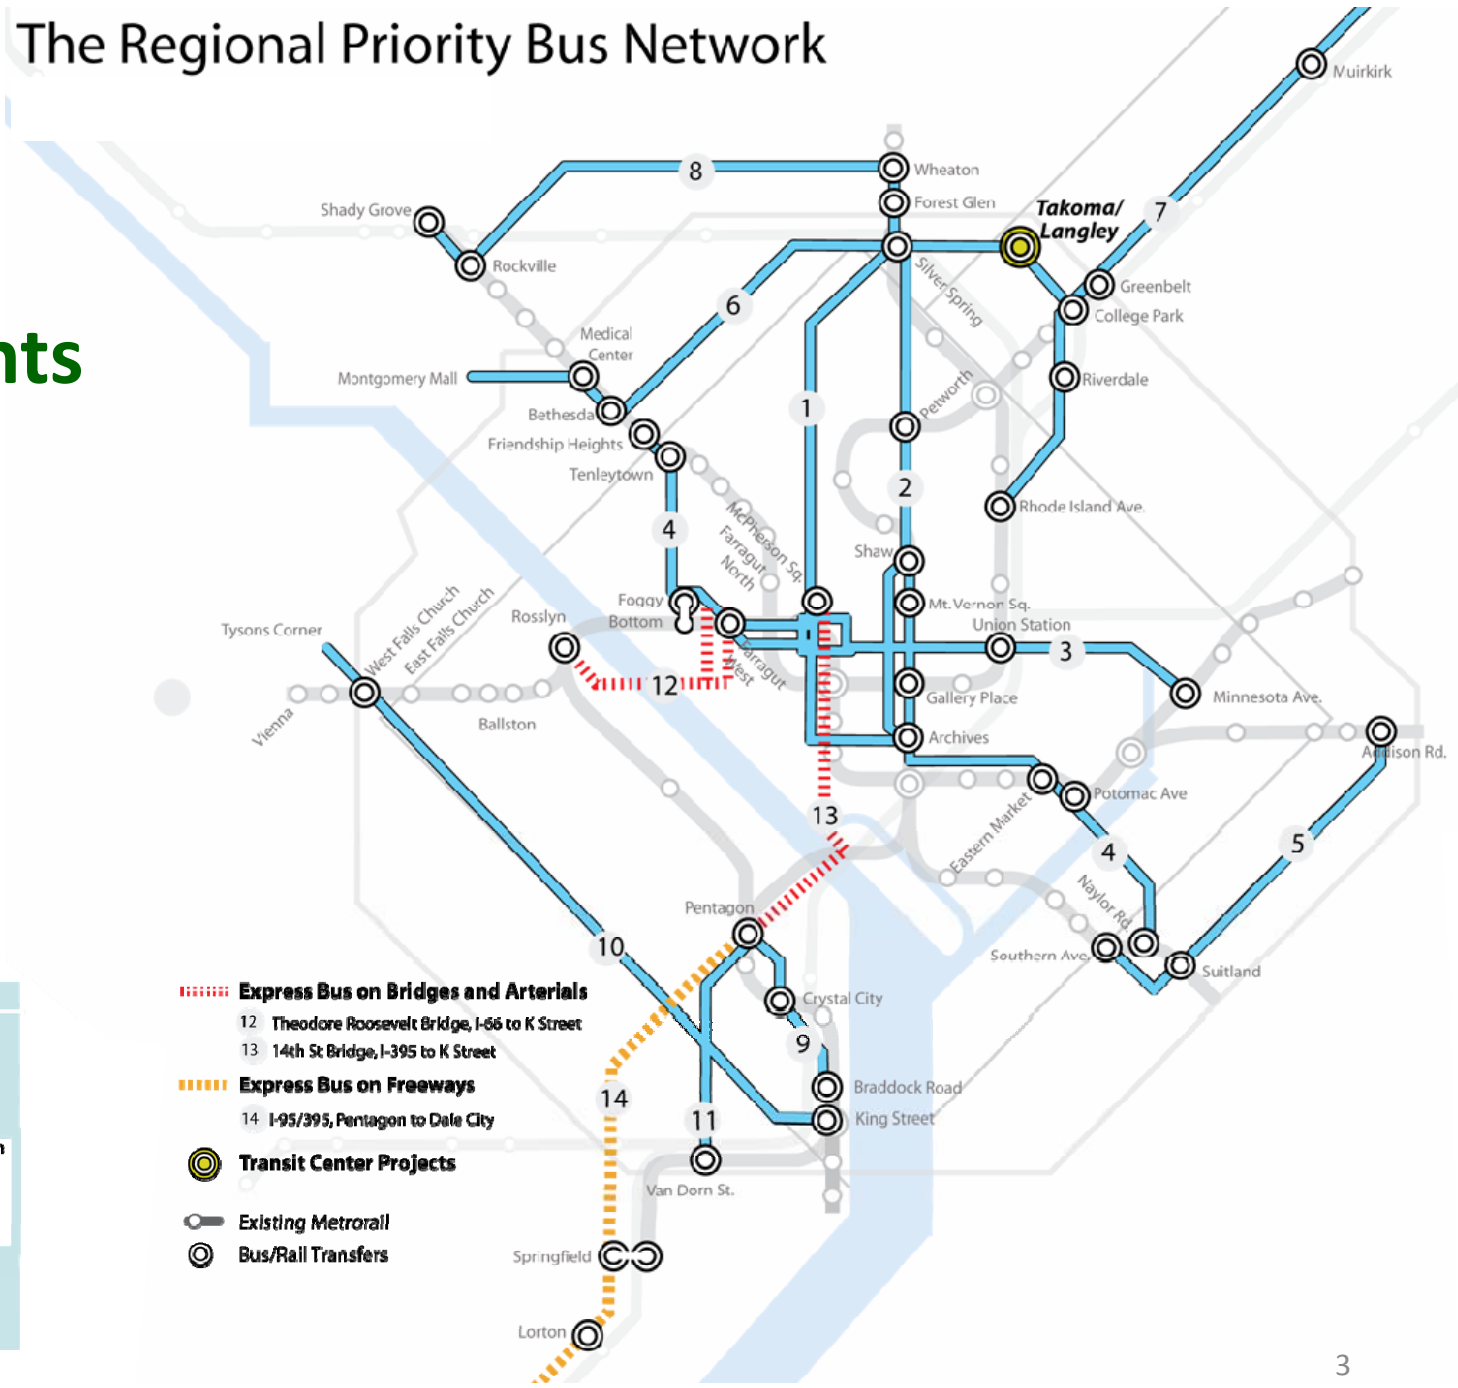 The Regional Priority Bus Network
nts
Muirkirk
8
Wheaton
Forest Glen
Shady Grove
Takoma/
Langley
7
Rockville
Silver Spring
Greenbelt
College Park
6
Medical
Center
Montgomery Mall
Bethesda
Friendship Heights
Tenleytown
Petworth
Riverdale
1
2
4
Rhode Island Ave.
McPherson Sq.
Farragut
North
Shaw
Foggy
Bottom
Mt. Vernon Sq.
Union Station
3
Rosslyn
West Falls Church
East Falls Church
Tysons Corner
Farragut
West
12
Gallery Place
Minnesota Ave.
Vienna
Ballston
Archives
Addison Rd.
Potomac Ave
Eastern Market
13
5
4
Naylor Rd.
Pentagon
10
Southern Ave.
Suitland
Crystal City
9
Braddock Road
King Street
14
11
Van Dorn St.
Springfield
Lorton
Express Bus on Bridges and Arterials
12 Theodore Roosevelt Bridge, I-66 to K Street
13 14th St Bridge, I-395 to K Street
Express Bus on Freeways
14 I-95/395, Pentagon to Dale City
Transit Center Projects
Existing Metrorail
Bus/Rail Transfers
n
3